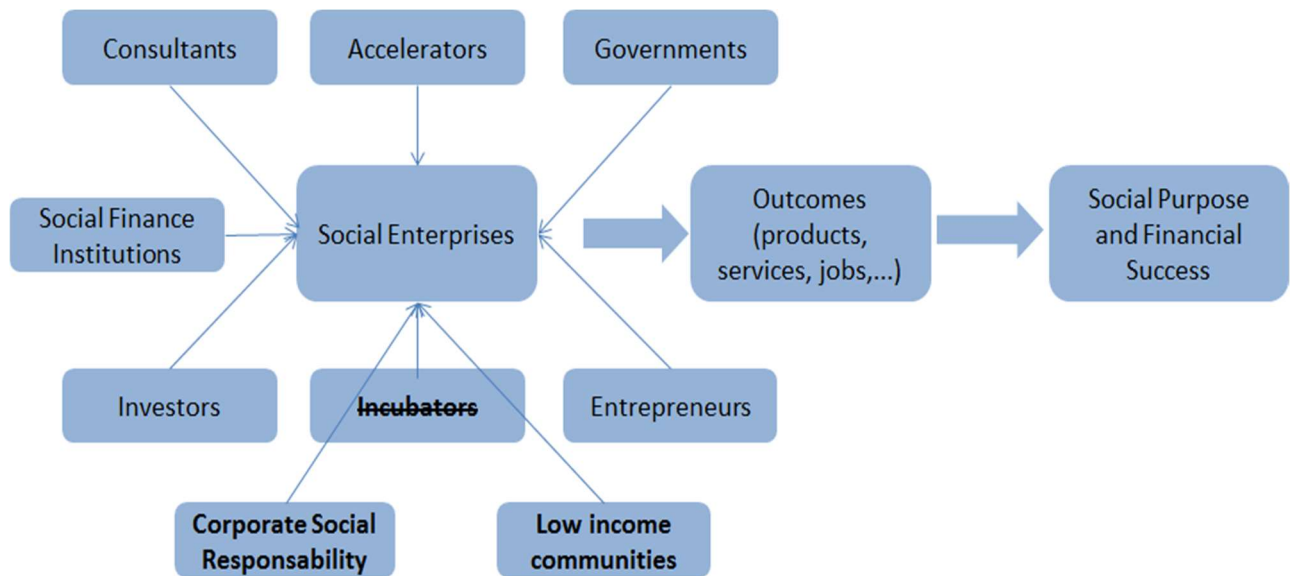 Consultants
Accelerators
Governments
Social Finance
Institutions
Social Enterprises
Outcomes
(products,
services, jobs,...)
Social Purpose
and Financial
Success
Investors
Incubators
Entrepreneurs
Corporate Social
Responsability
Low income
communities